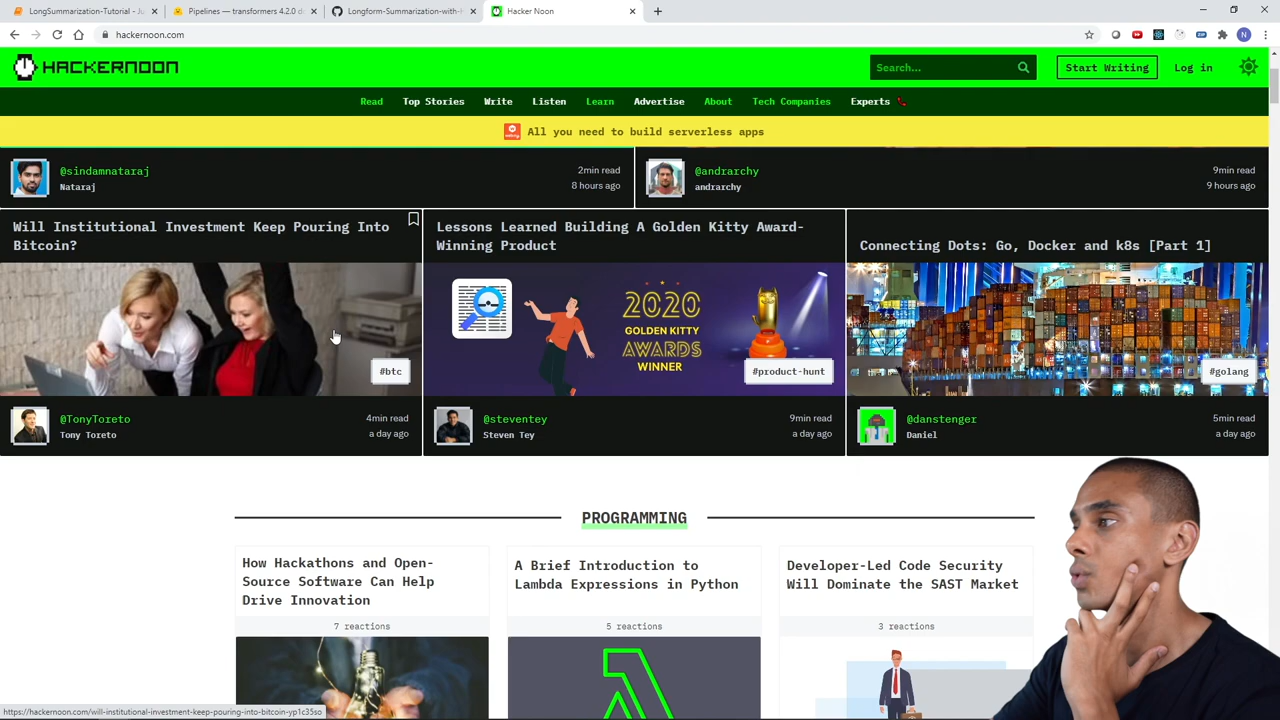 LongSummarization-Tutorial - Ju
Pipelines — transformers 4.2.0 d
Longform-Summarization-with-H
Hacker Noon
hackernoon.com
HACKERNOON
Search...
Start Writing
Log in
Read
Top Stories
Write
Listen
Learn
Advertise
About
Tech Companies
Experts
All you need to build serverless apps
@sindamnataraj
Nataraj
2min read
8 hours ago
@andrarchy
andrarchy
9min read
9 hours ago
Will Institutional Investment Keep Pouring Into
Bitcoin?
#btc
@TonyToreto
Tony Toreto
4min read
a day ago
Lessons Learned Building A Golden Kitty Award-
Winning Product
2020
GOLDEN KITTY
AWARDS
WINNER
#product-hunt
@steventey
Steven Tey
9min read
a day ago
Connecting Dots: Go, Docker and k8s [Part 1]
#golang
@danstenger
Daniel
5min read
a day ago
PROGRAMMING
How Hackathons and Open-
Source Software Can Help
Drive Innovation
7 reactions
A Brief Introduction to
Lambda Expressions in Python
5 reactions
Developer-Led Code Security
Will Dominate the SAST Market
3 reactions
https://hackernoon.com/will-institutional-investment-keep-pouring-into-bitcoin-yp1c35so